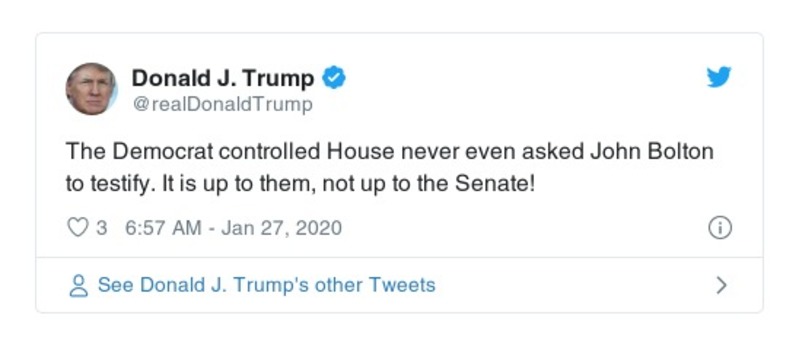 Donald J. Trump
@realDonaldTrump
The Democrat controlled House never even asked John Bolton
to testify. It is up to them, not up to the Senate!
3 6:57 AM - Jan 27, 2020
See Donald J. Trump's other Tweets